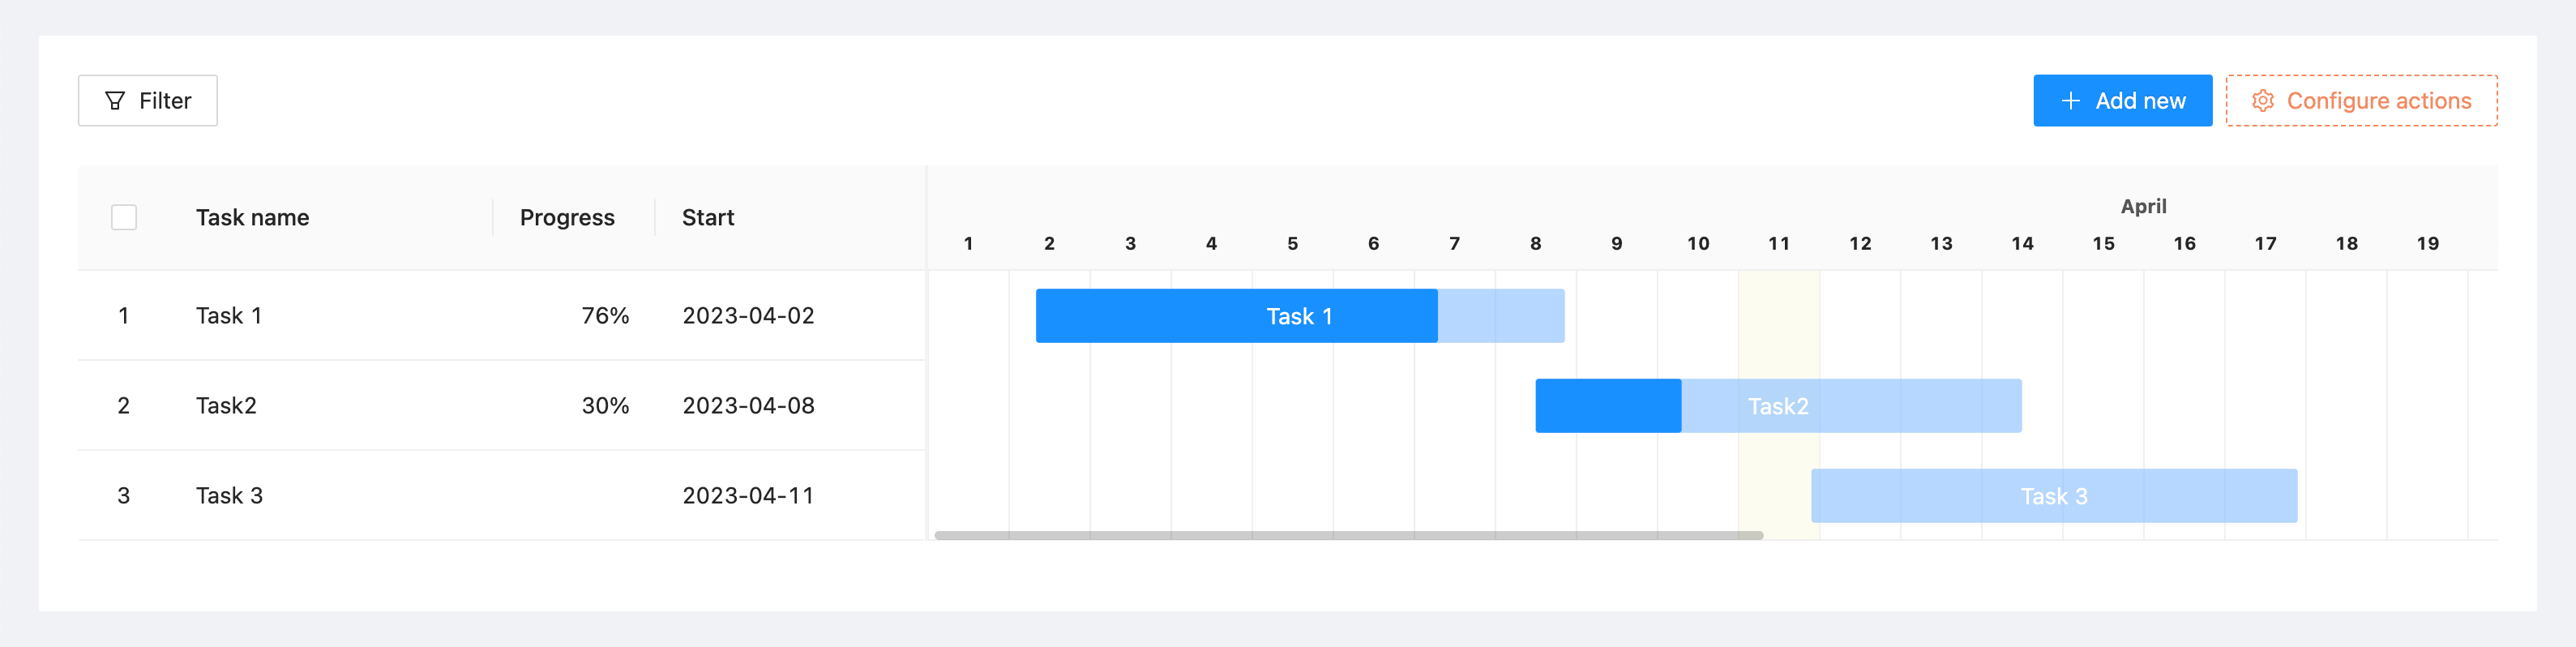 Filter
Add new
Configure actions
Task name Progress Start
April
1 2 3 4 5 6 7 8 9 10 11 12 13 14 15 16 17 18 19
1 Task 1 76% 2023-04-02 Task 1
2 Task2 30% 2023-04-08 Task2
3 Task 3 2023-04-11 Task 3